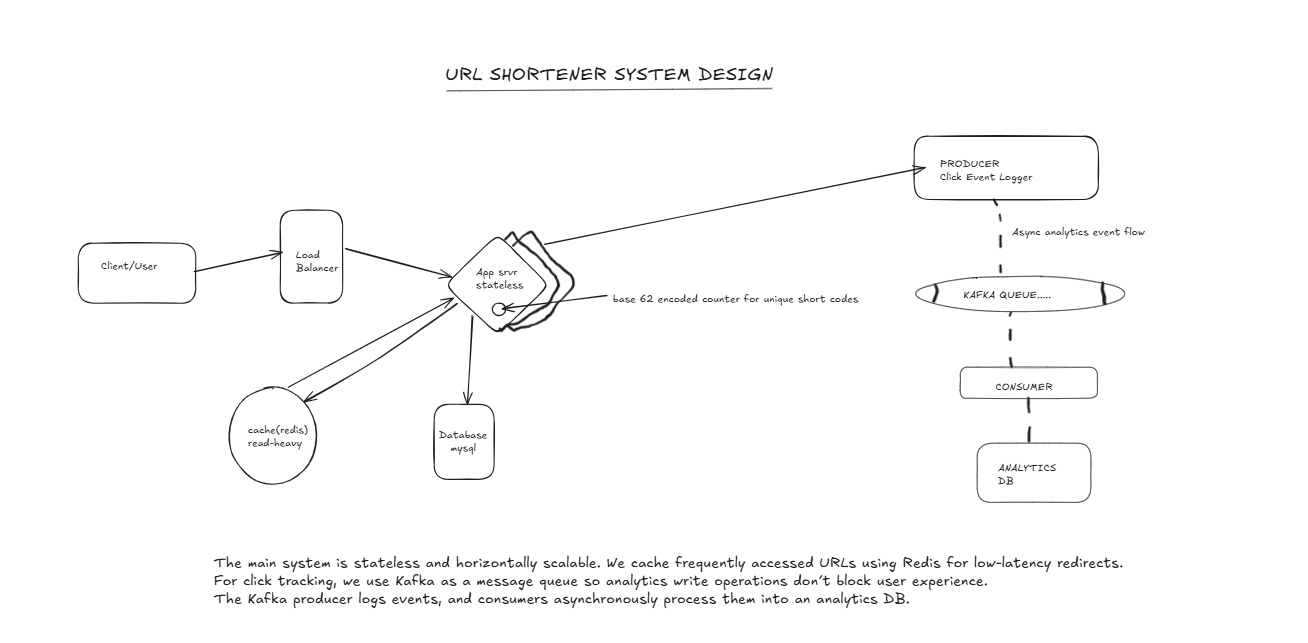 URL SHORTENER SYSTEM DESIGN
PRODUCER
Click Event Logger
Async analytics event flow
Client/User
Load
Balancer
App srvr
stateless
base 62 encoded counter for unique short codes
KAFKA QUEUE.....
CONSUMER
cache(redis)
read-heavy
Database
mysql
ANALYTICS
DB
The main system is stateless and horizontally scalable. We cache frequently accessed URLs using Redis for low-latency redirects.
For click tracking, we use Kafka as a message queue so analytics write operations don't block user experience.
The Kafka producer logs events, and consumers asynchronously process them into an analytics DB.